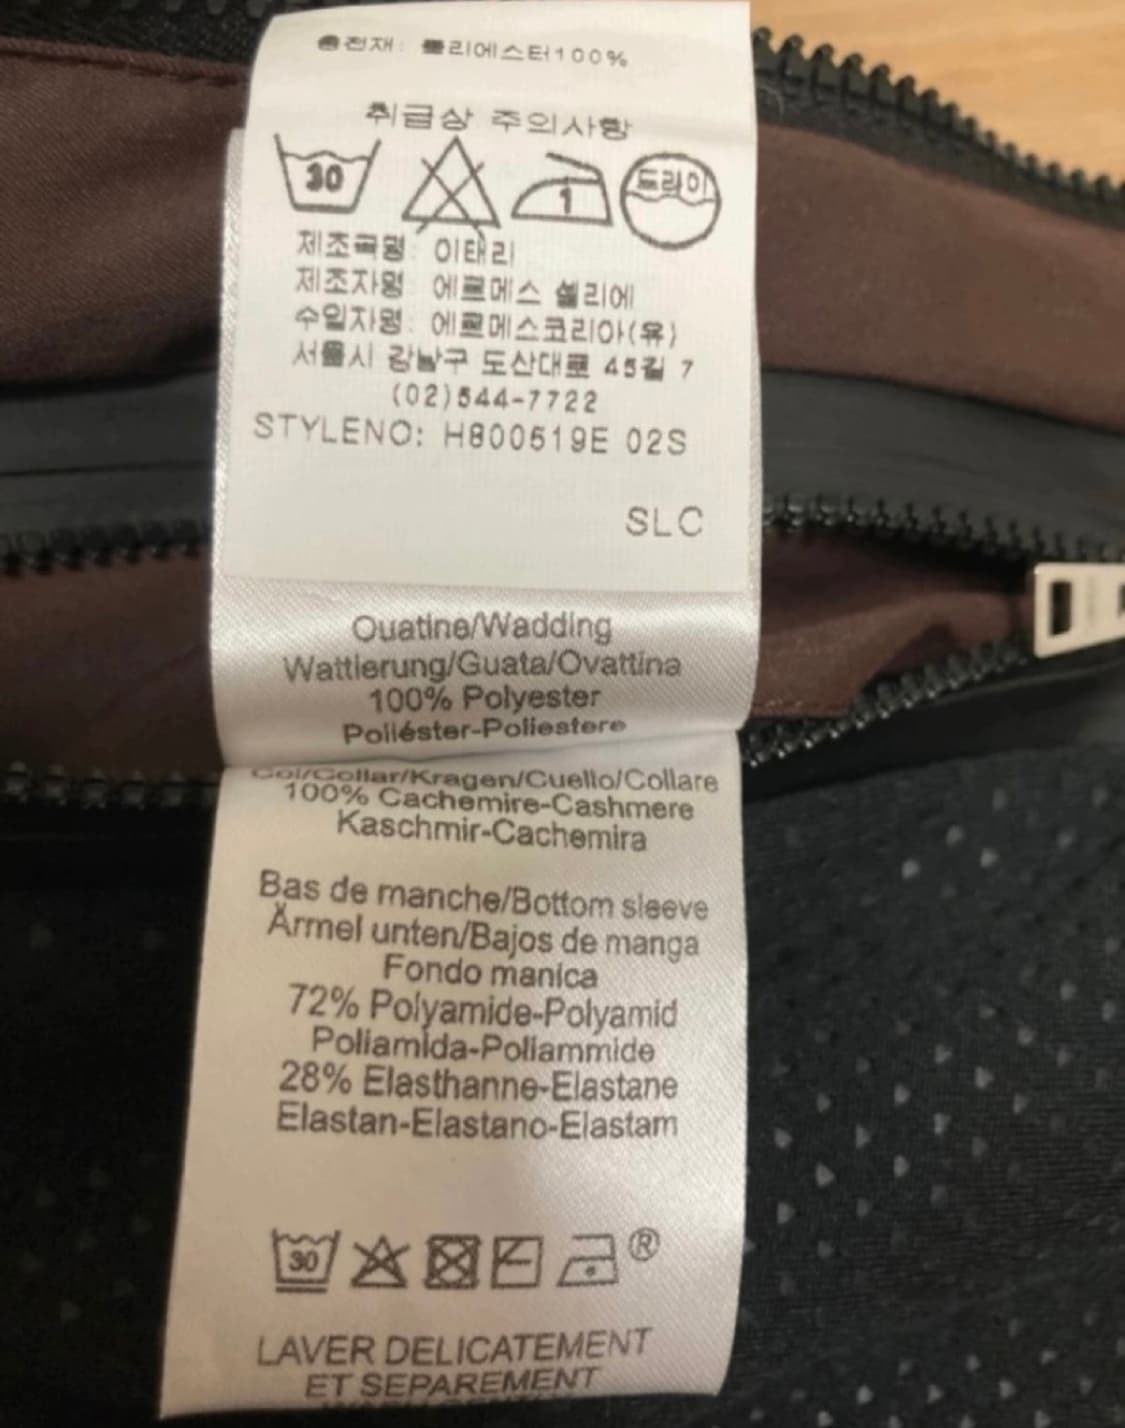 충전재: 폴리에스터100%
취급상 주의사항
30 1 드라이
제조국명: 이태리
제조자명: 에르메스 셀리에
수입자명: 에르메스코리아(유)
서울시 강남구 도산대로 45길 7
(02)544-7722
STYLENO: H800519E 02S
SLC
Ouatine/Wadding
Wattierung/Guata/Ovattina
100% Polyester
Poliéster-Poliestere
Col/Collar/Kragen/Cuello/Collare
100% Cachemire-Cashmere
Kaschmir-Cachemira
Bas de manche/Bottom sleeve
Ärmel unten/Bajos de manga
Fondo manica
72% Polyamide-Polyamid
Poliamida-Poliammide
28% Elasthanne-Elastane
Elastan-Elastano-Elastam
30 ®
LAVER DELICATEMENT
ET SEPAREMENT